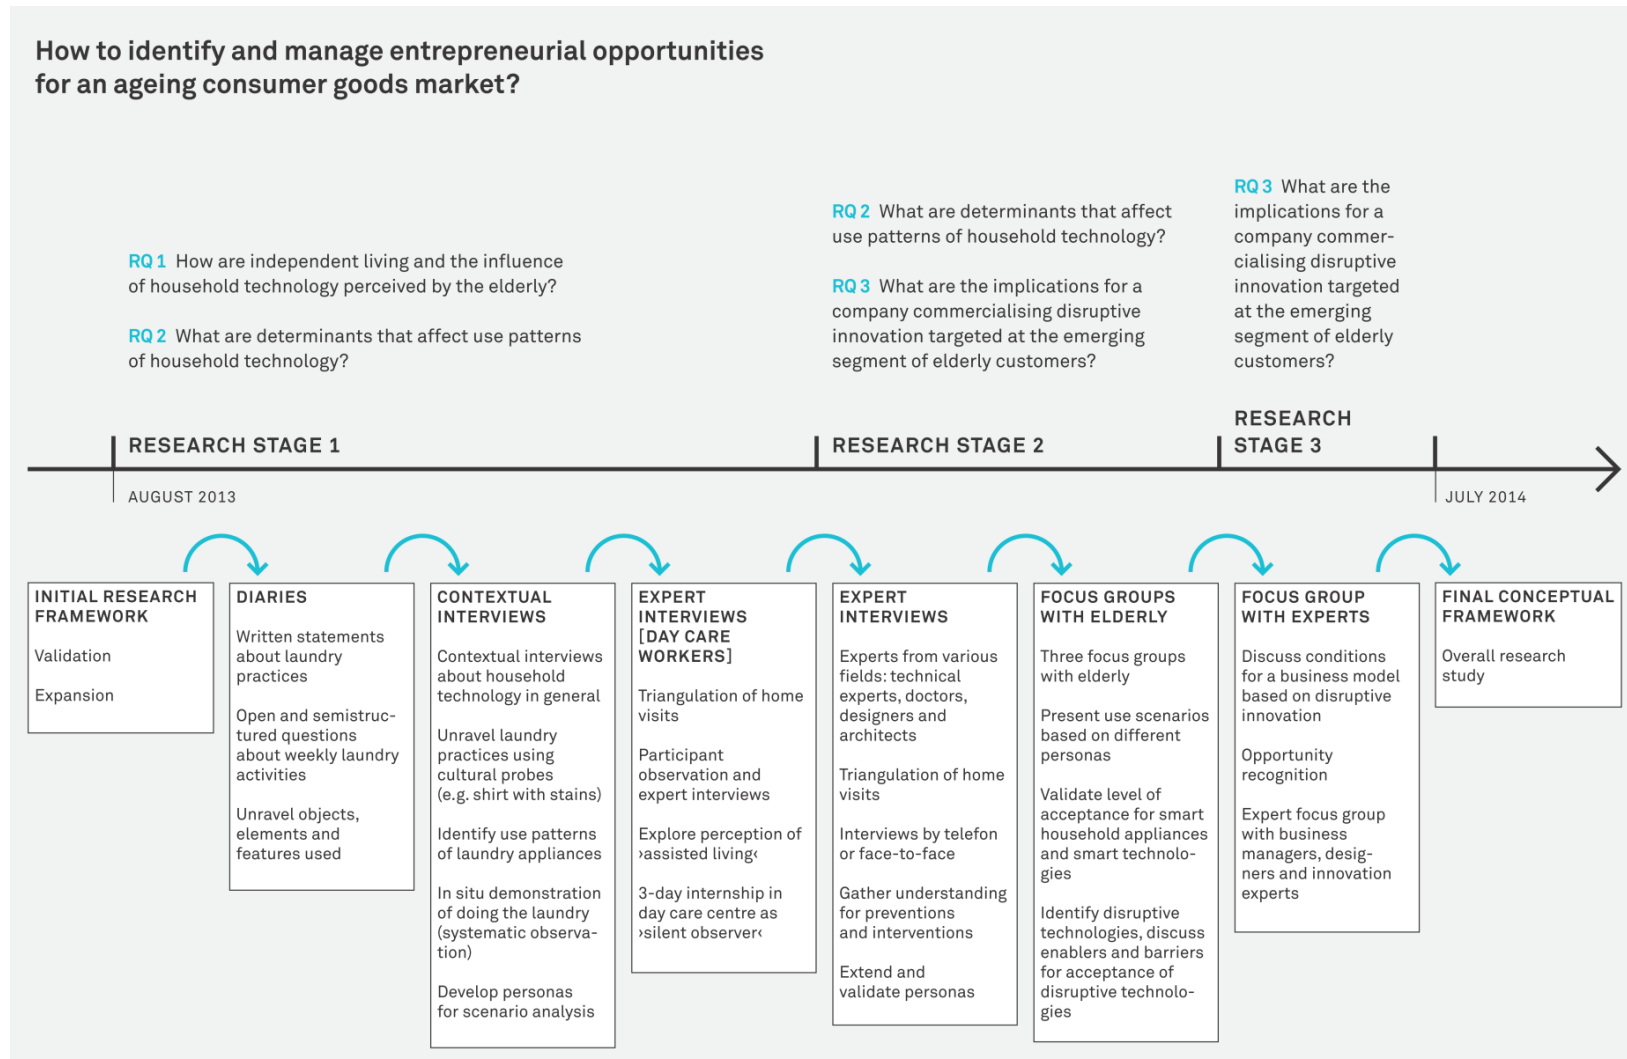 How to identify and manage entrepreneurial opportunities
for an ageing consumer goods market?
RQ 1 How are independent living and the influence
of household technology perceived by the elderly?
RQ 2 What are determinants that affect use patterns
of household technology?
RQ 2 What are determinants that affect
use patterns of household technology?
RQ 3 What are the implications for a
company commercialising disruptive
innovation targeted at the emerging
segment of elderly customers?
RQ 3 What are the
implications for a
company commer-
cialising disruptive
innovation targeted
at the emerging
segment of elderly
customers?
RESEARCH STAGE 1
RESEARCH STAGE 2
RESEARCH
STAGE 3
AUGUST 2013
JULY 2014
INITIAL RESEARCH
FRAMEWORK
Validation
Expansion
DIARIES
Written statements
about laundry
practices
Open and semistruc-
tured questions
about weekly laundry
activities
Unravel objects,
elements and
features used
CONTEXTUAL
INTERVIEWS
Contextual interviews
about household
technology in general
Unravel laundry
practices using
cultural probes
(e.g. shirt with stains)
Identify use patterns
of laundry appliances
In situ demonstration
of doing the laundry
(systematic observa-
tion)
Develop personas
for scenario analysis
EXPERT
INTERVIEWS
[DAY CARE
WORKERS]
Triangulation of home
visits
Participant
observation and
expert interviews
Explore perception of
›assisted living‹
3-day internship in
day care centre as
›silent observer‹
EXPERT
INTERVIEWS
Experts from various
fields: technical
experts, doctors,
designers and
architects
Triangulation of home
visits
Interviews by telefon
or face-to-face
Gather understanding
for preventions
and interventions
Extend and
validate personas
FOCUS GROUPS
WITH ELDERLY
Three focus groups
with elderly
Present use scenarios
based on different
personas
Validate level of
acceptance for smart
household appliances
and smart technolo-
gies
Identify disruptive
technologies, discuss
enablers and barriers
for acceptance of
disruptive technolo-
gies
FOCUS GROUP
WITH EXPERTS
Discuss conditions
for a business model
based on disruptive
innovation
Opportunity
recognition
Expert focus group
with business
managers, desig-
ners and innovation
experts
FINAL CONCEPTUAL
FRAMEWORK
Overall research
study